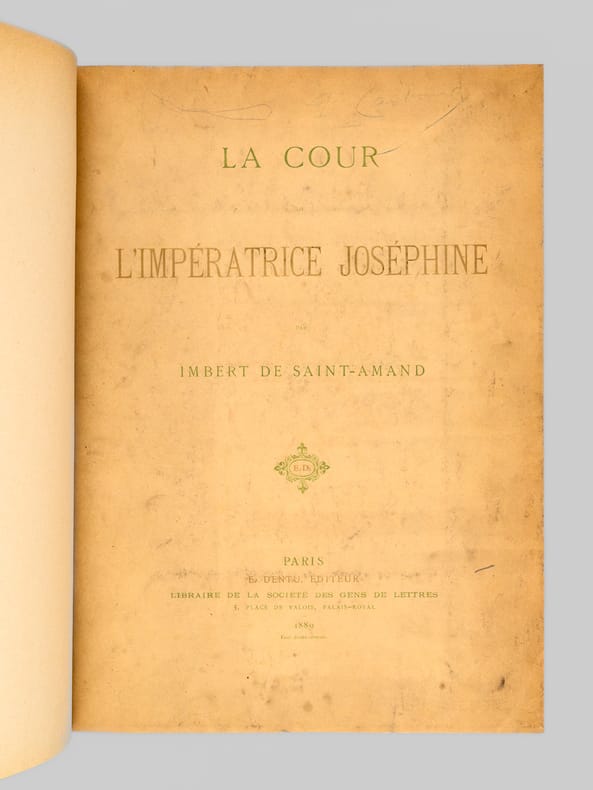 LA COUR
L'IMPÉRATRICE JOSÉPHINE
PAR
IMBERT DE SAINT-AMAND
E.D.
PARIS
E. DENTU, ÉDITEUR
LIBRAIRE DE LA SOCIÉTÉ DES GENS DE LETTRES
3, PLACE DE VALOIS, PALAIS-ROYAL
1889